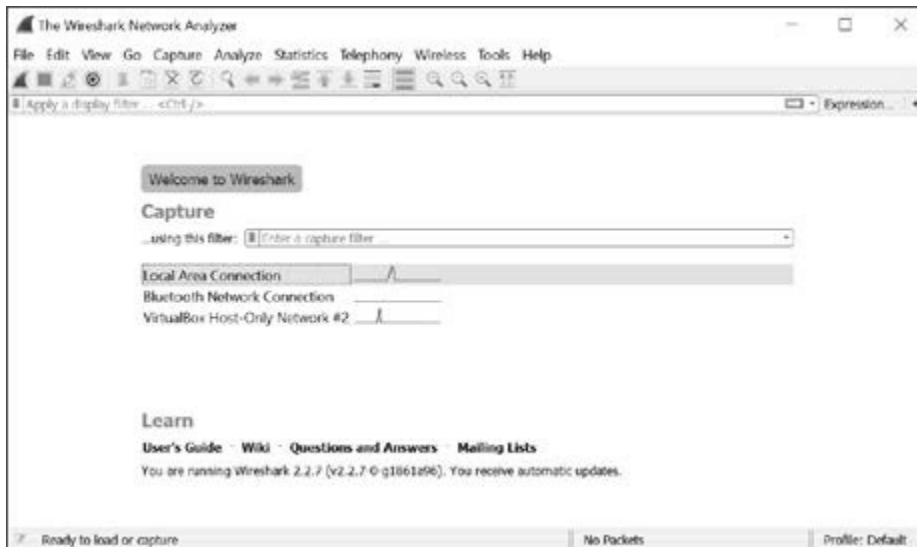 The Wireshark Network Analyzer
File Edit View Go Capture Analyze Statistics Telephony Wireless Tools Help
Apply a display filter ... <Ctrl-/>
Expression...
Welcome to Wireshark
Capture
...using this filter: Enter a capture filter ...
Local Area Connection
Bluetooth Network Connection
VirtualBox Host-Only Network #2
Learn
User's Guide · Wiki · Questions and Answers · Mailing Lists
You are running Wireshark 2.2.7 (v2.2.7-0-g1861a96). You receive automatic updates.
Ready to load or capture No Packets Profile: Default